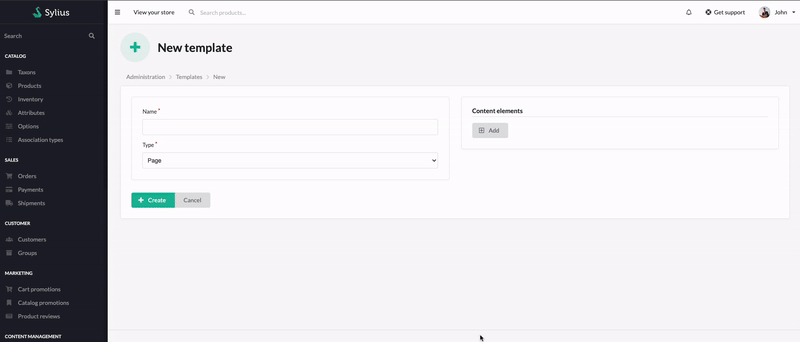 Sylius
View your store
Search products...
Get support
John
Search
New template
CATALOG
Administration
Templates
New
Taxons
Products
Inventory
Attributes
Options
Association types
Name *
Type *
Page
Content elements
Add
Create
Cancel
SALES
Orders
Payments
Shipments
CUSTOMER
Customers
Groups
MARKETING
Cart promotions
Catalog promotions
Product reviews
CONTENT MANAGEMENT